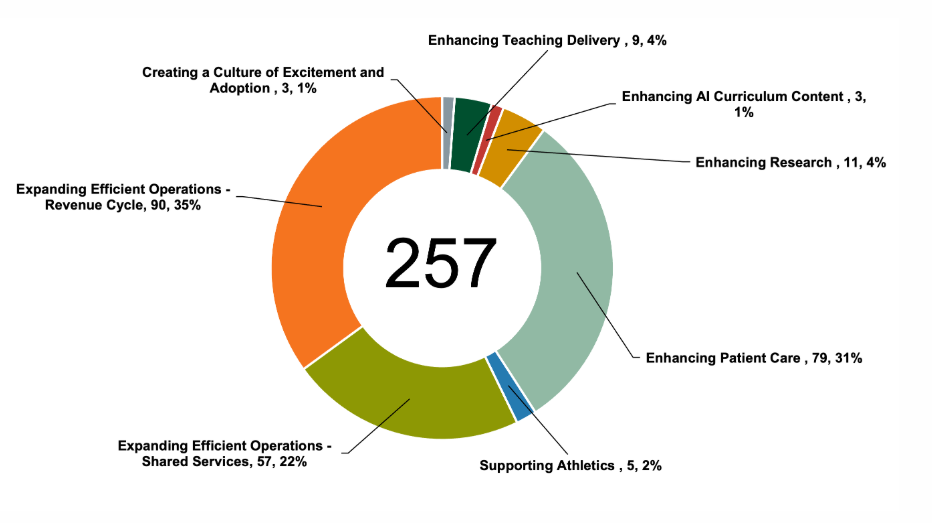 Enhancing Teaching Delivery , 9, 4%
Creating a Culture of Excitement and
Adoption , 3, 1%
Enhancing AI Curriculum Content , 3,
1%
Enhancing Research , 11, 4%
Expanding Efficient Operations -
Revenue Cycle, 90, 35%
257
Enhancing Patient Care , 79, 31%
Expanding Efficient Operations -
Shared Services, 57, 22%
Supporting Athletics , 5, 2%